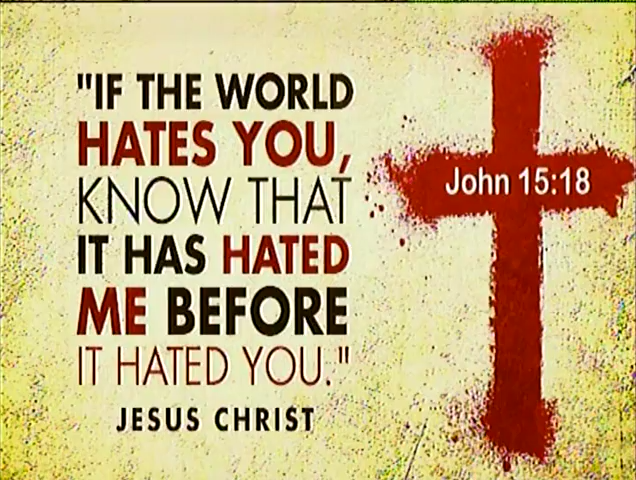 "IF THE WORLD
HATES YOU,
KNOW THAT
IT HAS HATED
ME BEFORE
IT HATED YOU."
JESUS CHRIST
John 15:18